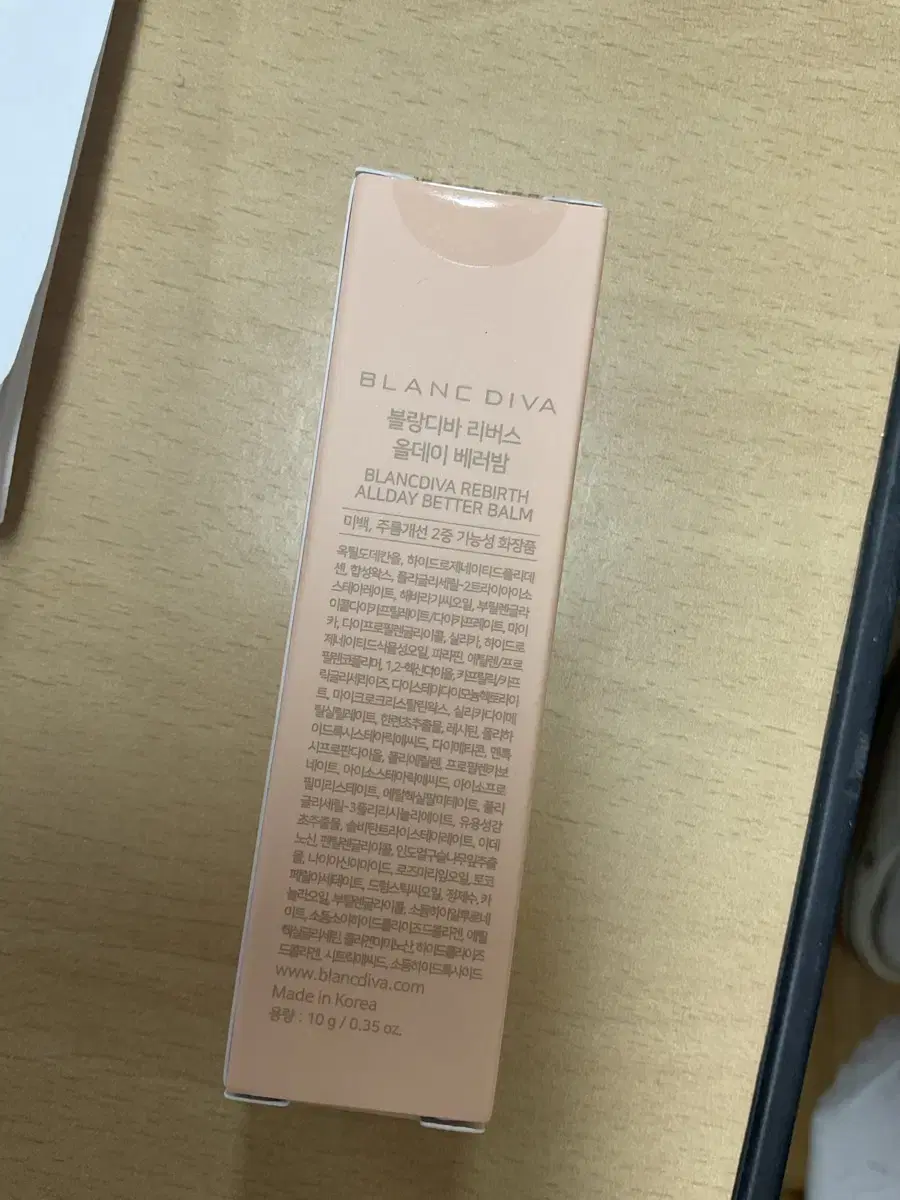 BLANC DIVA
블랑디바 리버스
올데이 베러밤
BLANCDIVA REBIRTH
ALLDAY BETTER BALM
미백, 주름개선 2중 기능성 화장품
옥틸도데칸올, 하이드로제네이티드폴리데
센, 합성왁스, 폴리글리세릴-2트라이아이소
스테아레이트, 해바라기씨오일, 부틸렌글라
이콜다이카프릴레이트/다이카프레이트, 마이
카, 다이프로필렌글라이콜, 실리카, 하이드로
제네이티드식물성오일, 파라핀, 에틸렌/프로
필렌코폴리머, 1,2-헥산다이올, 카프릴릭/카프
릭글리세라이즈, 다이스테아다이모늄헥토라이
트, 마이크로크리스탈린왁스, 실리카다이메
틸실릴레이트, 한련초추출물, 레시틴, 폴리하
이드록시스테아릭애씨드, 다이메티콘, 멘톡
시프로판다이올, 폴리에틸렌, 프로필렌카보
네이트, 아이소스테아릭애씨드, 아이소프로
필미리스테이트, 에틸헥실팔미테이트, 폴리
글리세릴-3폴리리시놀리에이트, 유용성감
초추출물, 솔비탄트라이스테아레이트, 아데
노신, 펜틸렌글라이콜, 인도멀구슬나무잎추출
물, 나이아신아마이드, 로즈마리잎오일, 토코
페릴아세테이트, 드럼스틱씨오일, 정제수, 카
놀라오일, 부틸렌글라이콜, 소듐하이알루로네
이트, 소듐소이하이드롤라이즈드콜라겐, 에틸
헥실글리세린, 콜라겐아미노산, 하이드롤라이즈
드콜라겐, 시트릭애씨드, 소듐하이드록사이드
www.blancdiva.com
Made in Korea
용량 : 10 g / 0.35 oz.